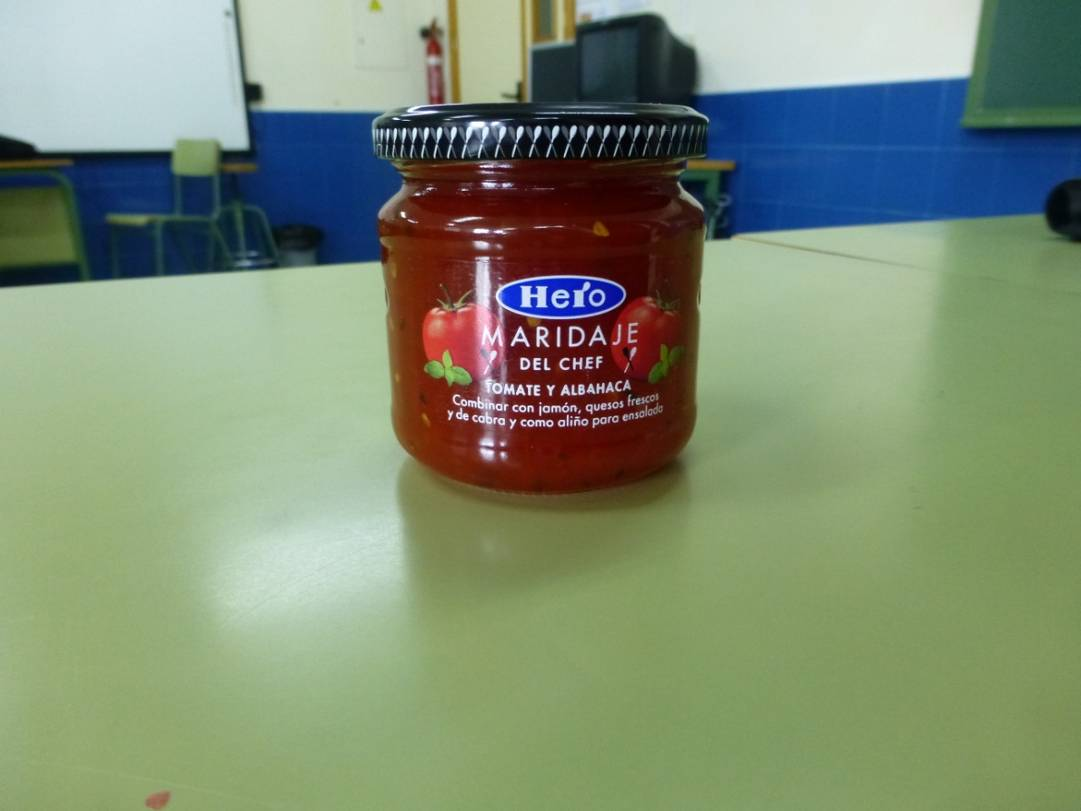 Hero
MARIDAJE
DEL CHEF
TOMATE Y ALBAHACA
Combinar con jamón, quesos frescos
y de cabra y como aliño para ensalada